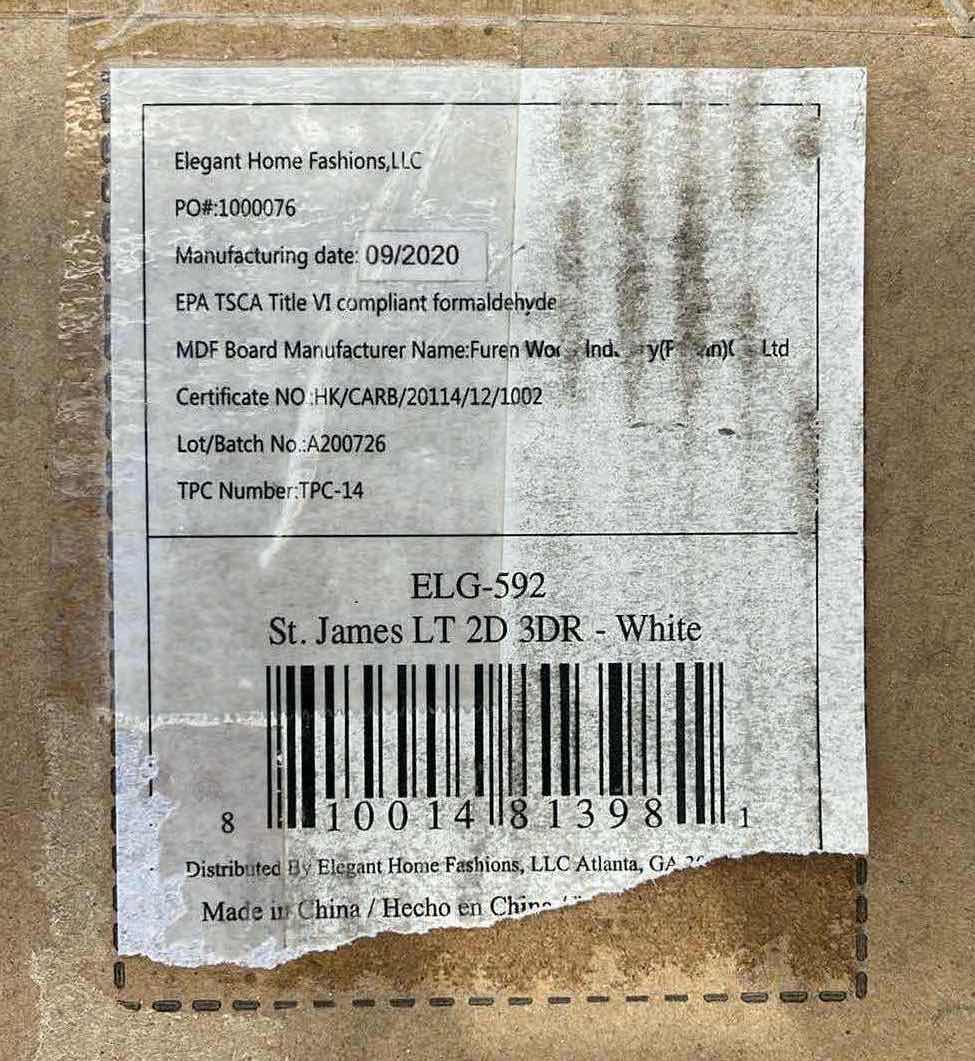 Elegant Home Fashions,LLC
PO#:1000076
Manufacturing date: 09/2020
EPA TSCA Title VI compliant formaldehyde
MDF Board Manufacturer Name:Furen Ltd
Certificate NO :HK/CARB/20114/12/1002
Lot/Batch No.:A200726
TPC Number:TPC-14
ELG-592
St. James LT 2D 3DR - White
8 10014 81398 1
Distributed By Elegant Home Fashions, LLC Atlanta, GA
Made in China / Hecho en China